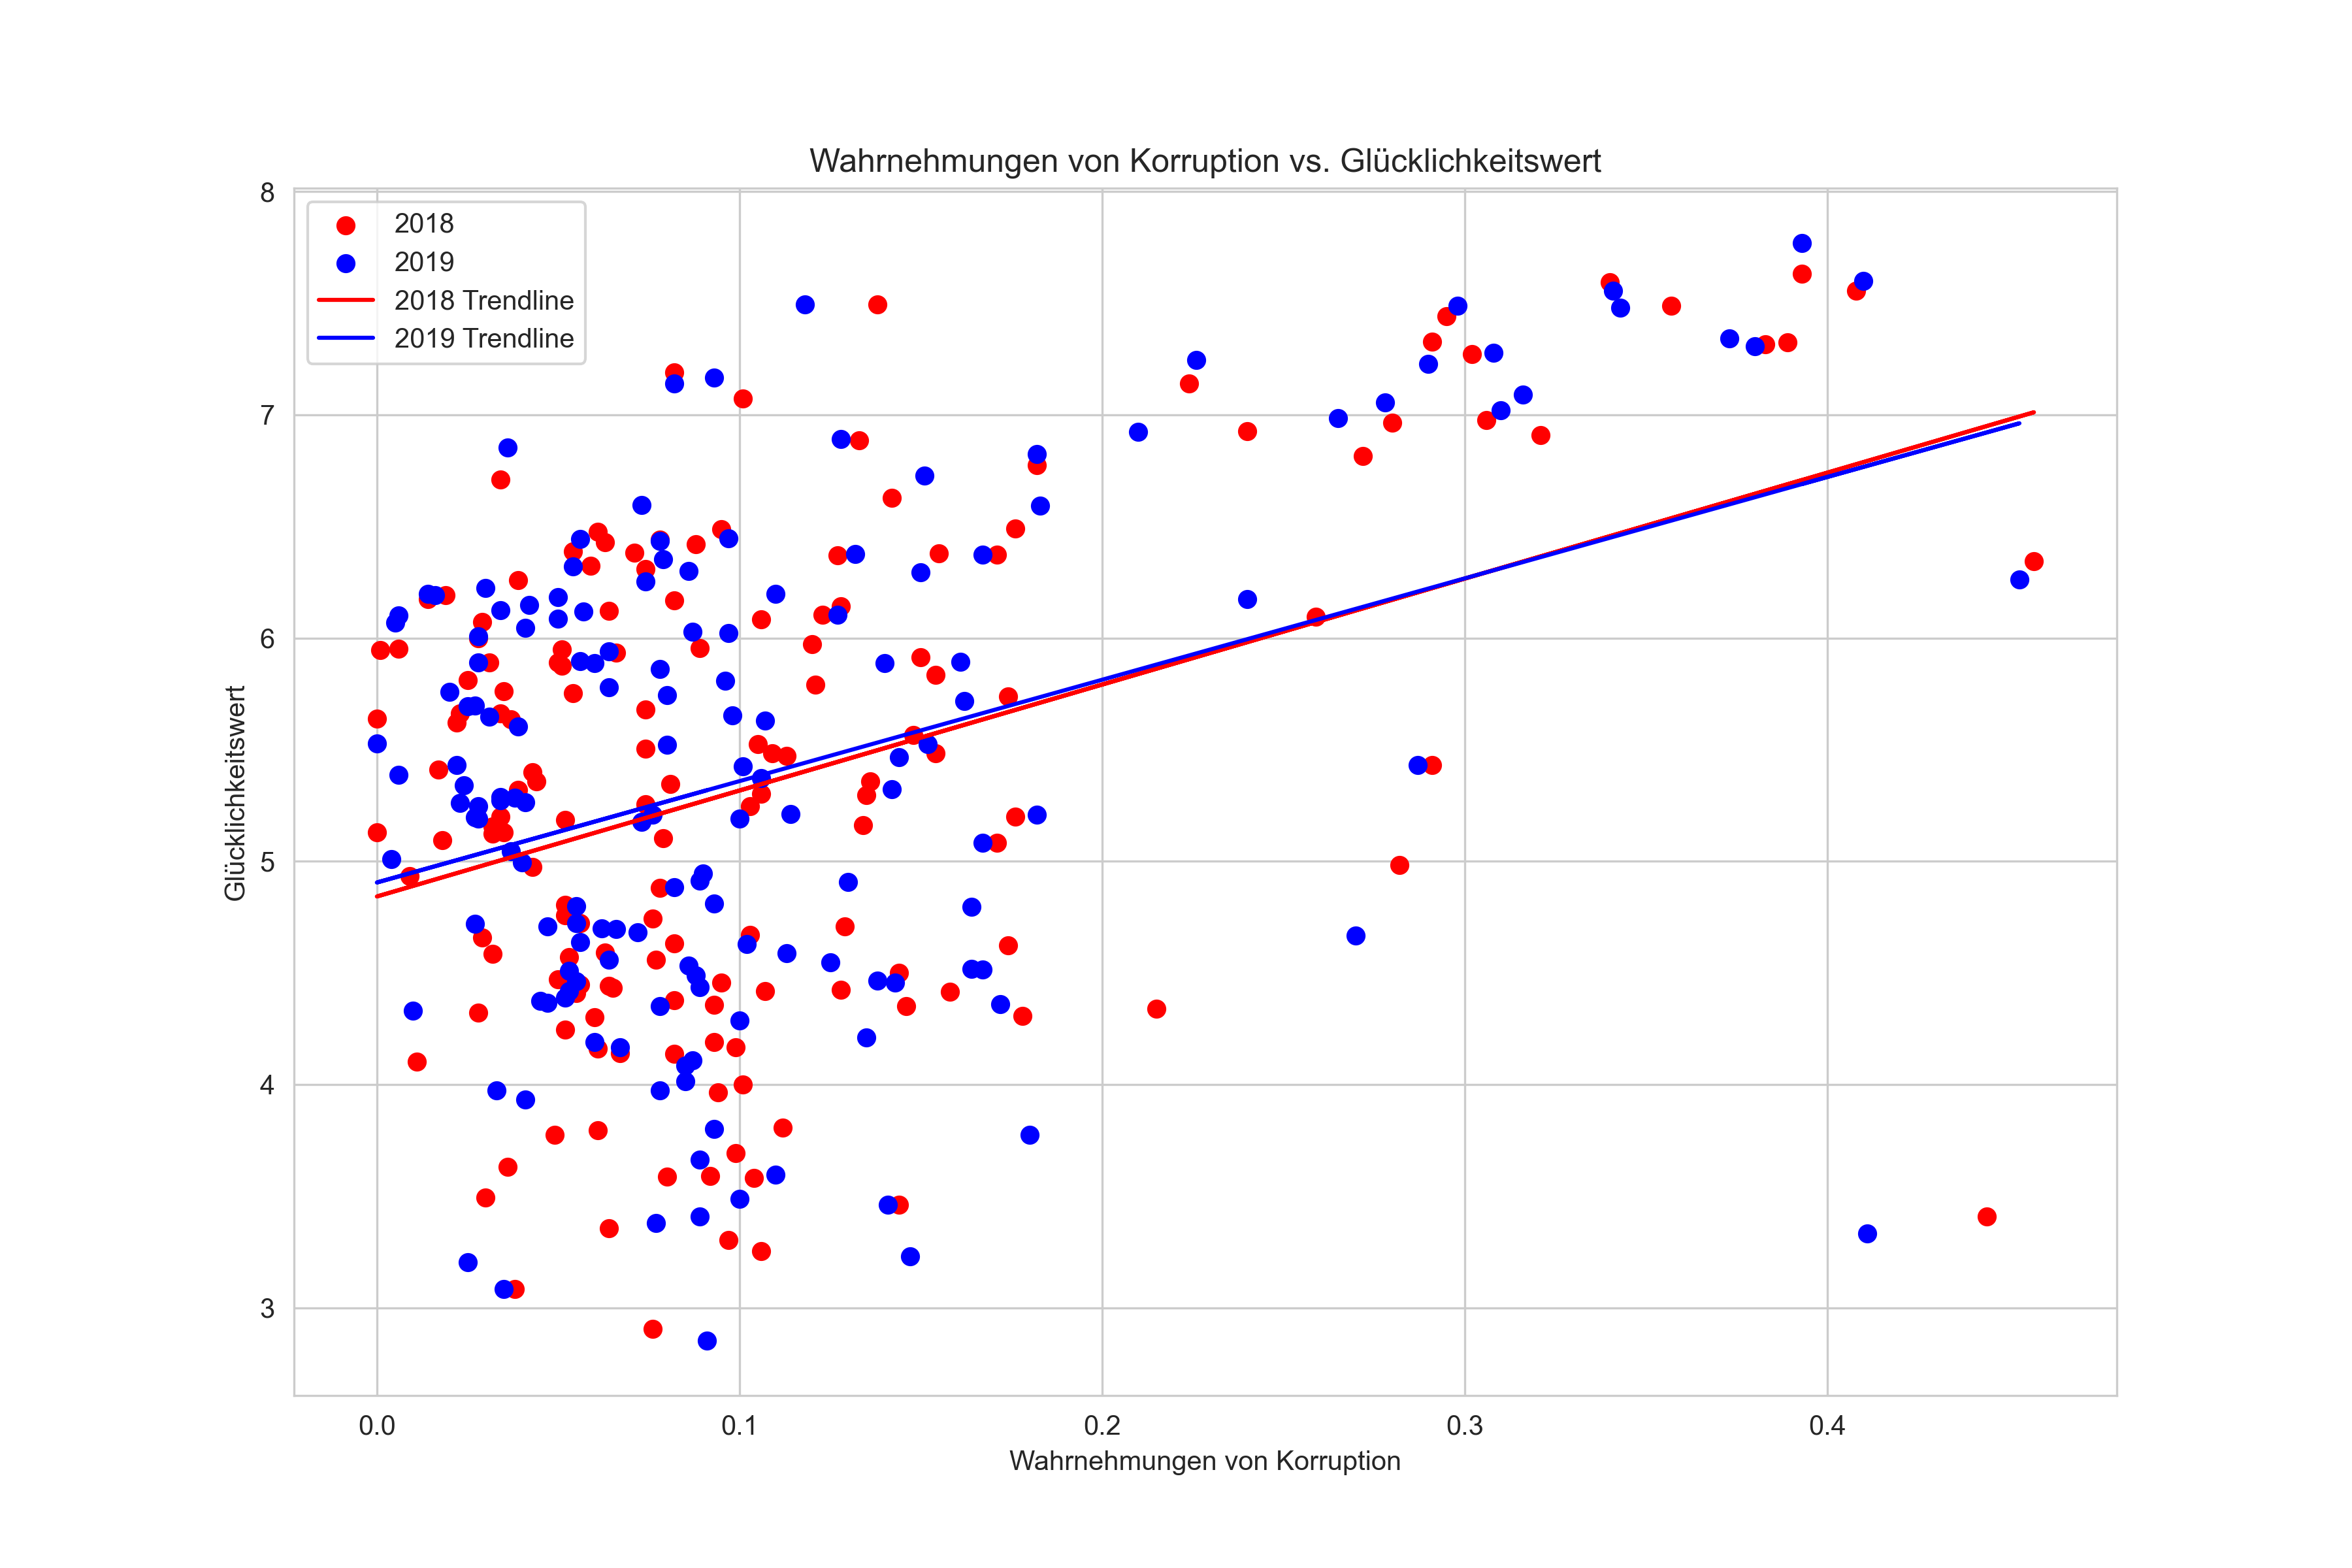 Wahrnehmungen von Korruption vs. Glücklichkeitswert
2018
2019
2018 Trendline
2019 Trendline
8
7
6
5
4
3
Glücklichkeitswert
0.0 0.1 0.2 0.3 0.4
Wahrnehmungen von Korruption